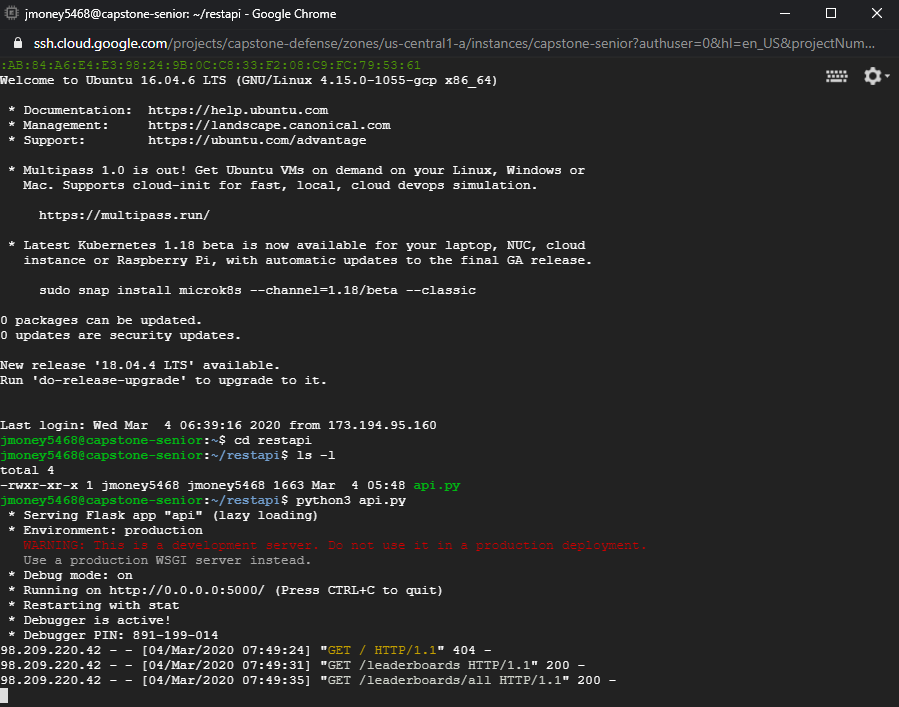 jmoney5468@capstone-senior: ~/restapi - Google Chrome
ssh.cloud.google.com/projects/capstone-defense/zones/us-central1-a/instances/capstone-senior?authuser=0&hl=en_US&projectNum...
:AB:84:A6:E4:E3:98:24:9B:0C:C8:33:F2:08:C9:FC:79:53:61
Welcome to Ubuntu 16.04.6 LTS (GNU/Linux 4.15.0-1055-gcp x86_64)
* Documentation:  https://help.ubuntu.com
* Management:     https://landscape.canonical.com
* Support:        https://ubuntu.com/advantage
* Multipass 1.0 is out! Get Ubuntu VMs on demand on your Linux, Windows or
Mac. Supports cloud-init for fast, local, cloud devops simulation.
https://multipass.run/
* Latest Kubernetes 1.18 beta is now available for your laptop, NUC, cloud
instance or Raspberry Pi, with automatic updates to the final GA release.
sudo snap install microk8s --channel=1.18/beta --classic
0 packages can be updated.
0 updates are security updates.
New release '18.04.4 LTS' available.
Run 'do-release-upgrade' to upgrade to it.
Last login: Wed Mar  4 06:39:16 2020 from 173.194.95.160
jmoney5468@capstone-senior:~$ cd restapi
jmoney5468@capstone-senior:~/restapi$ ls -l
total 4
-rwxr-xr-x 1 jmoney5468 jmoney5468 1663 Mar  4 05:48 api.py
jmoney5468@capstone-senior:~/restapi$ python3 api.py
* Serving Flask app "api" (lazy loading)
* Environment: production
WARNING: This is a development server. Do not use it in a production deployment.
Use a production WSGI server instead.
* Debug mode: on
* Running on http://0.0.0.0:5000/ (Press CTRL+C to quit)
* Restarting with stat
* Debugger is active!
* Debugger PIN: 891-199-014
98.209.220.42 - - [04/Mar/2020 07:49:24] "GET / HTTP/1.1" 404 -
98.209.220.42 - - [04/Mar/2020 07:49:31] "GET /leaderboards HTTP/1.1" 200 -
98.209.220.42 - - [04/Mar/2020 07:49:35] "GET /leaderboards/all HTTP/1.1" 200 -